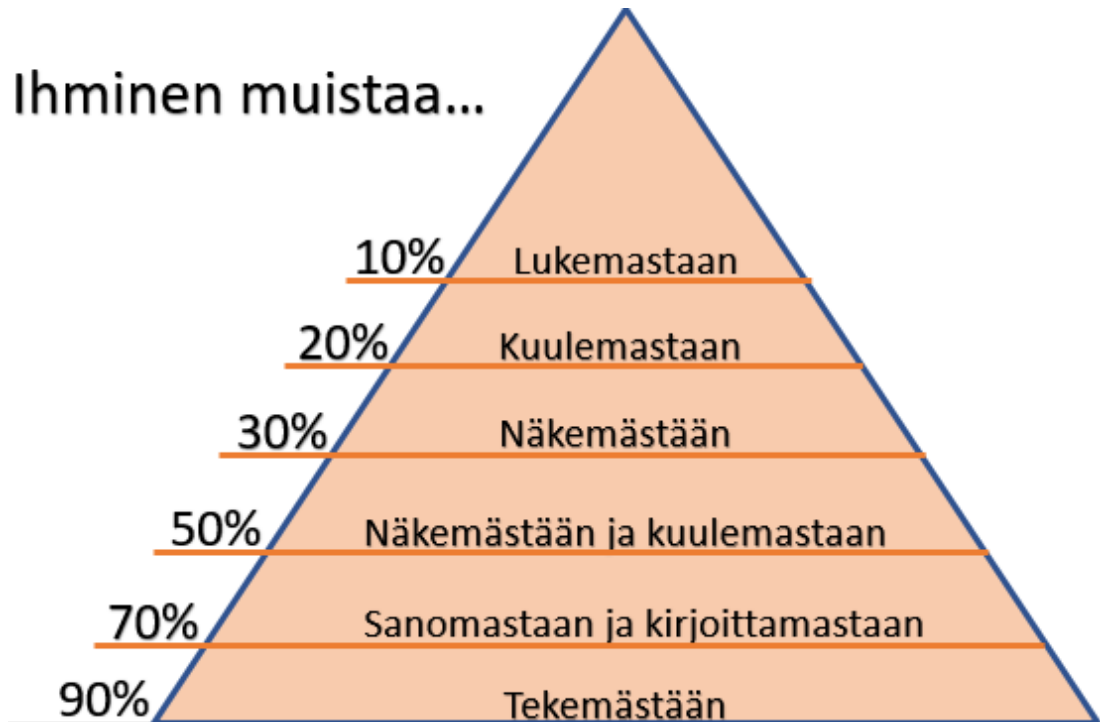 Ihminen muistaa...
10% Lukemastaan
20% Kuulemastaan
30% Näkemästään
50% Näkemästään ja kuulemastaan
70% Sanomastaan ja kirjoittamastaan
90% Tekemästään